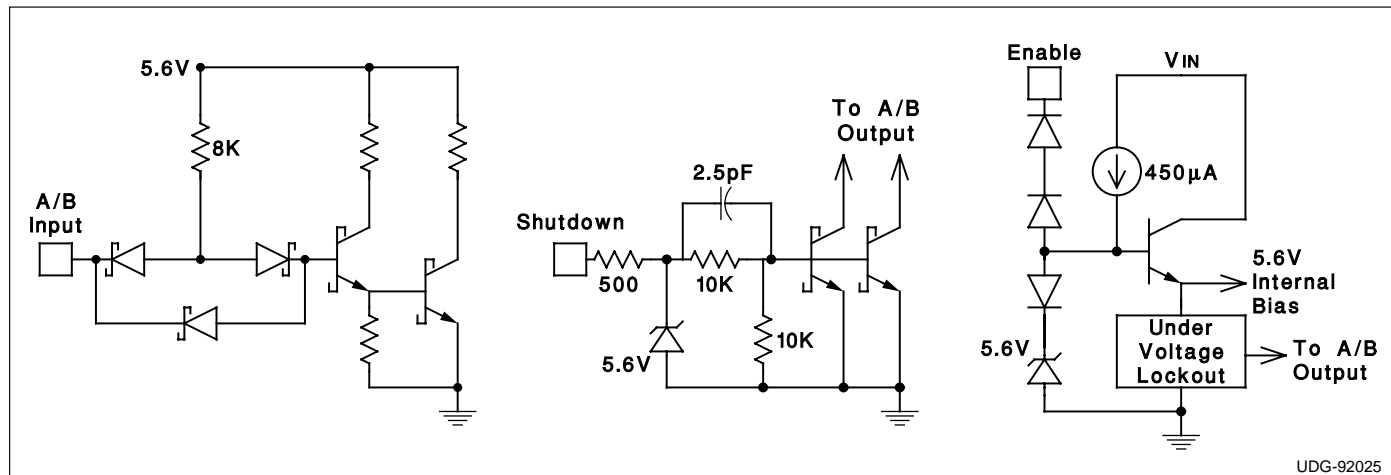 5.6V
8K
A/B
Input
Shutdown
500
5.6V
2.5pF
10K
10K
To A/B
Output
Enable
VIN
450μA
5.6V
Internal
Bias
5.6V
Under
Voltage
Lockout
To A/B
Output
UDG-92025